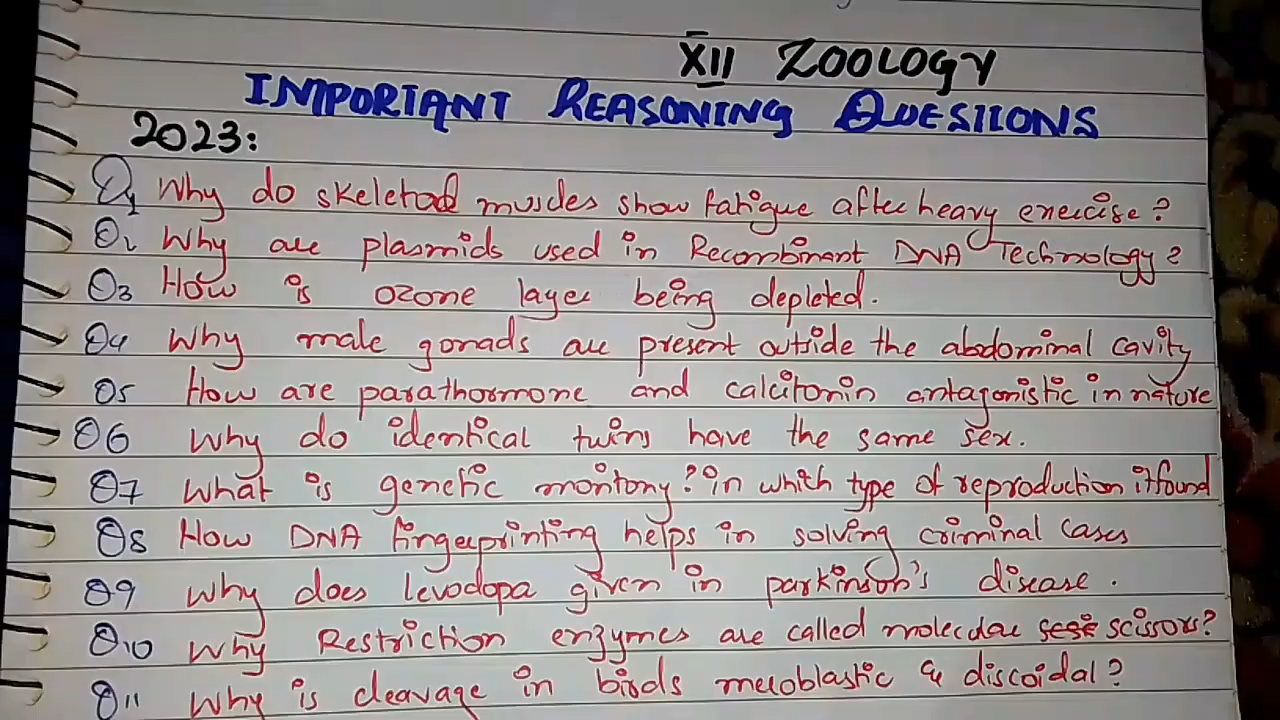 XII ZOOLOGY
IMPORTANT REASONING QUESTIONS
2023:
Q1 Why do skeletal muscles show fatigue after heavy exercise?
Q2 Why are plasmids used in Recombinant DNA Technology?
Q3 How is ozone layer being depleted.
Q4 Why male gonads are present outside the abdominal cavity
Q5 How are parathormone and calcitonin antagonistic in nature
Q6 Why do identical twins have the same sex.
Q7 What is genetic montony? in which type of reproduction it found
Q8 How DNA fingerprinting helps in solving criminal cases
Q9 Why does levodopa given in parkinson's disease.
Q10 Why Restriction enzymes are called molecular scissors?
Q11 Why is cleavage in birds meroblastic & discoidal?